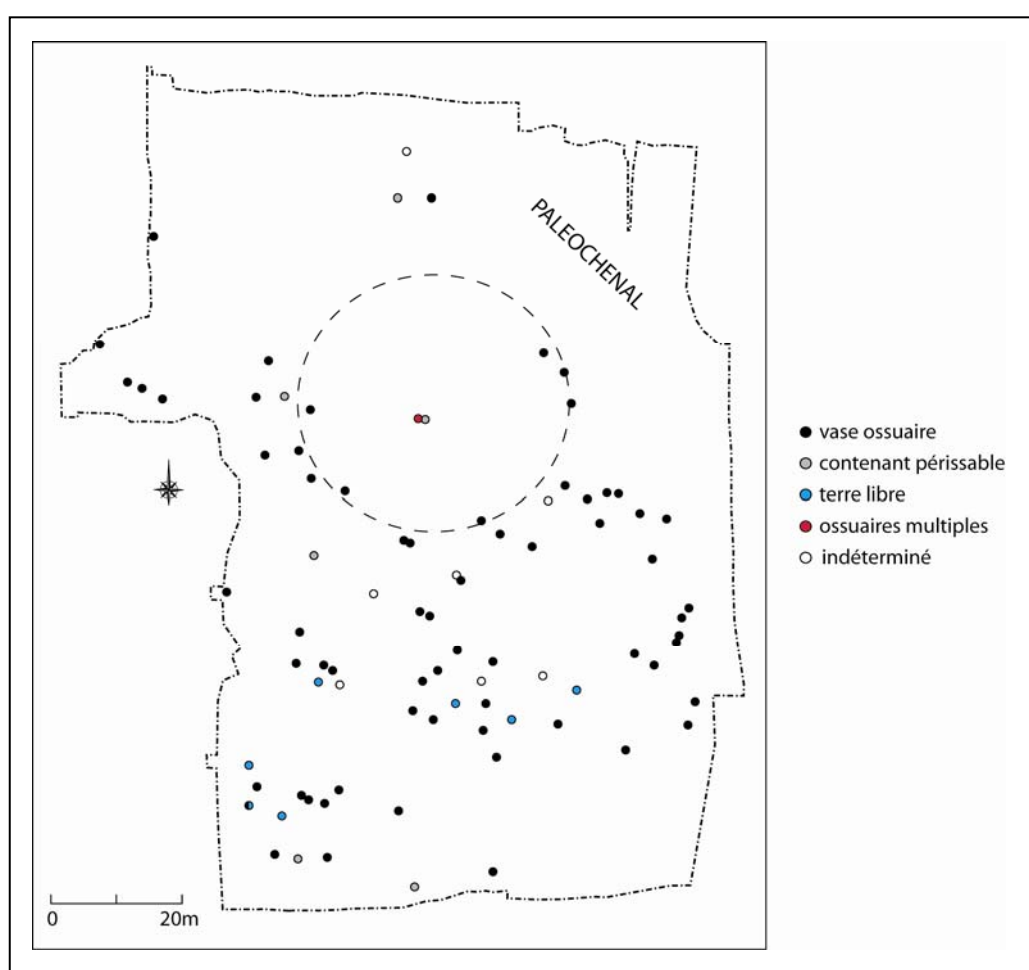 PALEOCHENAL
vase ossuaire
contenant périssable
terre libre
ossuaires multiples
indéterminé
0 20m